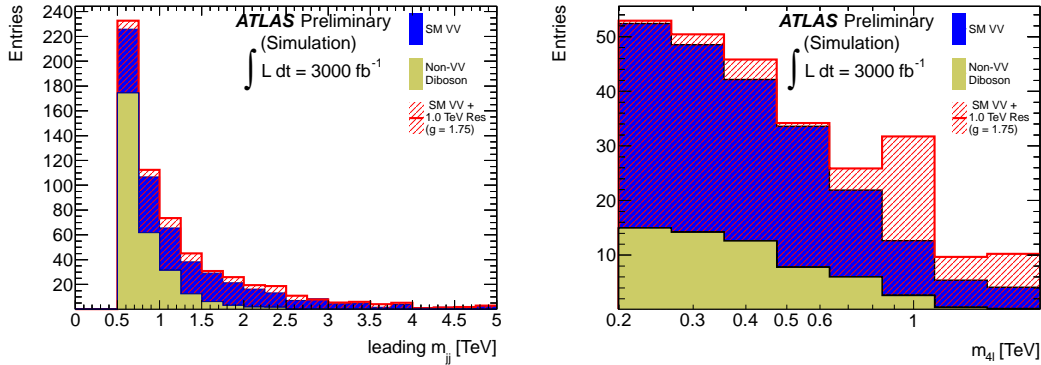 Entries
240
220
200
180
160
140
120
100
80
60
40
20
0 0.5 1 1.5 2 2.5 3 3.5 4 4.5 5
leading m_jj [TeV]
ATLAS Preliminary
(Simulation)
∫ L dt = 3000 fb⁻¹
SM VV
Non-VV
Diboson
SM VV +
1.0 TeV Res
(g = 1.75)
Entries
50
40
30
20
10
0.2 0.3 0.4 0.5 0.6 1
m_4l [TeV]
ATLAS Preliminary
(Simulation)
∫ L dt = 3000 fb⁻¹
SM VV
Non-VV
Diboson
SM VV +
1.0 TeV Res
(g = 1.75)